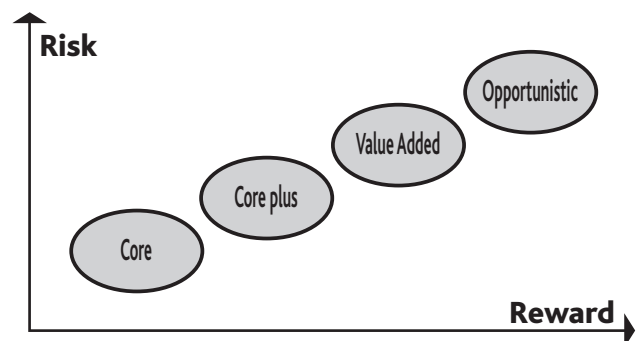 Risk
Opportunistic
Value Added
Core plus
Core
Reward